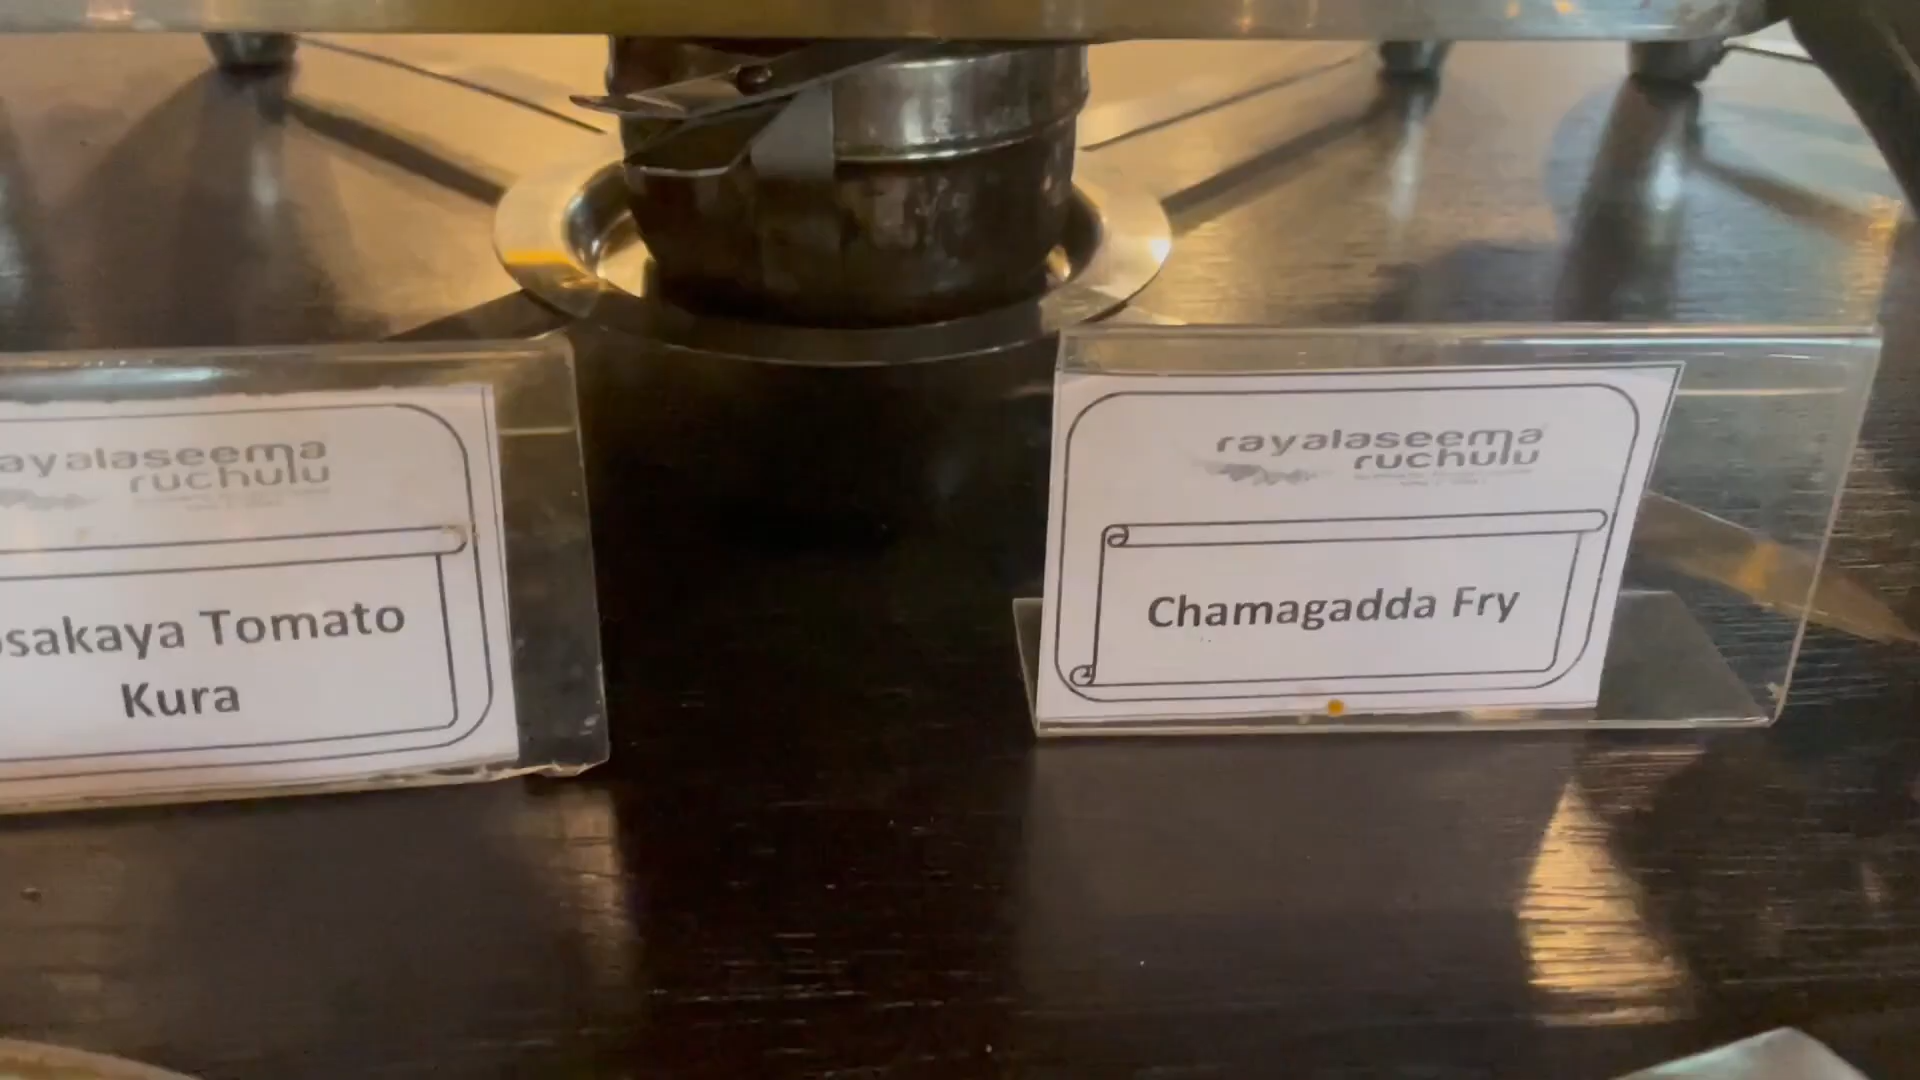 ayalaseema
ruchulu
osakaya Tomato
Kura
rayalaseema
ruchulu
Chamagadda Fry